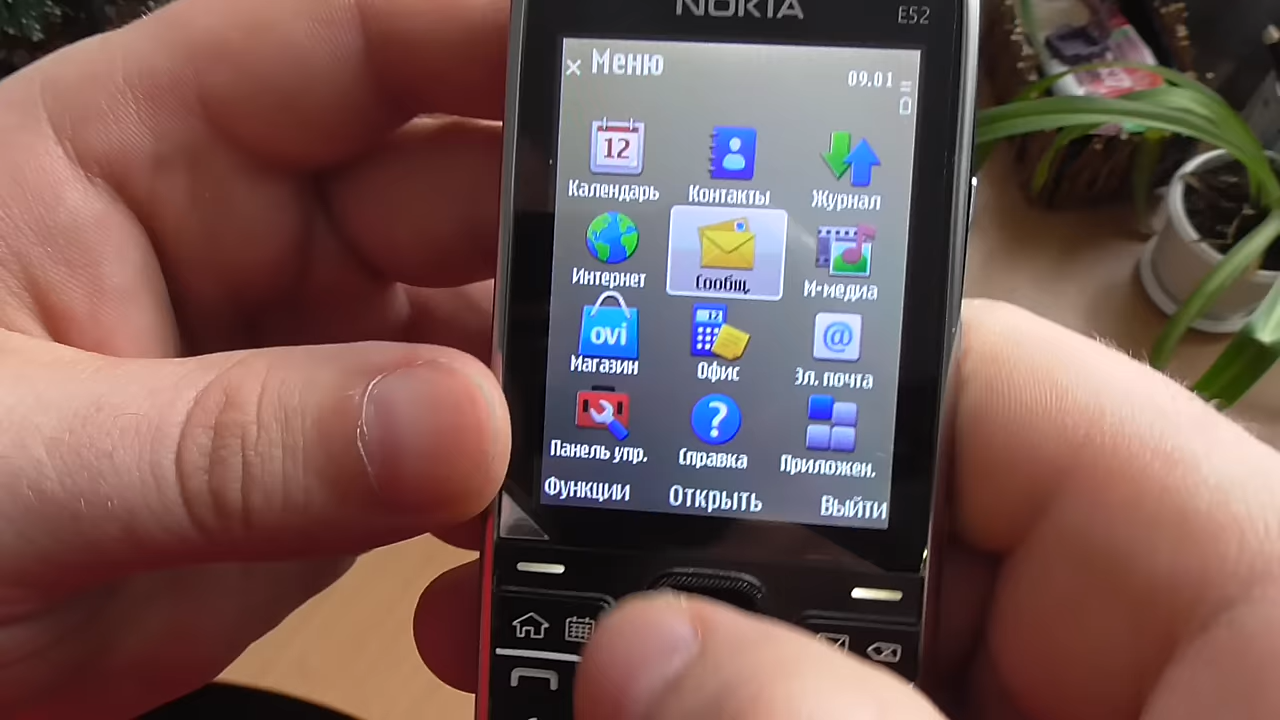 NOKIA
E52
Меню
09.01
12
Календарь
Контакты
Журнал
Интернет
Сообщ.
М-медиа
ovi
12
Магазин
Офис
Эл. почта
Панель упр.
Справка
Приложен.
Функции
Открыть
Выйти